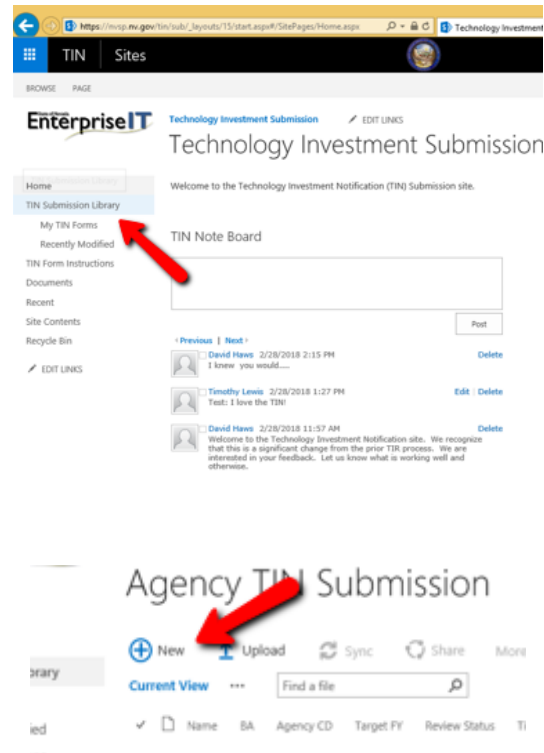 https://nvsp.nv.gov/tin/sub/_layouts/15/start.aspx#/SitePages/Home.aspx
Technology Investment
TIN Sites
BROWSE PAGE
State of Nevada
EnterpriseIT
Technology Investment Submission EDIT LINKS
Technology Investment Submission
Home
TIN Submission Library
My TIN Forms
Recently Modified
TIN Form Instructions
Documents
Recent
Site Contents
Recycle Bin
EDIT LINKS
Welcome to the Technology Investment Notification (TIN) Submission site.
TIN Note Board
Post
Previous | Next
David Haws 2/28/2018 2:15 PM Delete
I knew you would.....
Timothy Lewis 2/28/2018 1:27 PM Edit | Delete
Test: I love the TIN!
David Haws 2/28/2018 11:57 AM Delete
Welcome to the Technology Investment Notification site. We recognize
that this is a significant change from the prior TIR process. We are
interested in your feedback. Let us know what is working well and
otherwise.
Agency TIN Submission
New Upload Sync Share More
Current View ... Find a file
Name BA Agency CD Target FY Review Status Ti
brary
ied